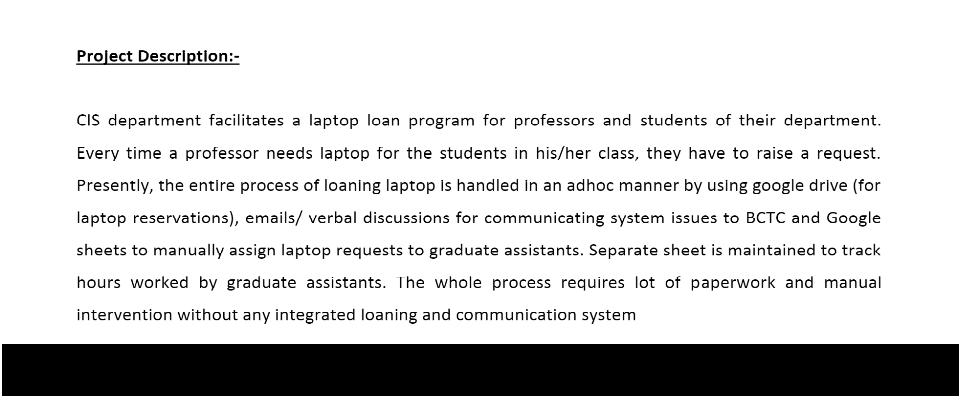 Project Description:-
CIS department facilitates a laptop loan program for professors and students of their department.
Every time a professor needs laptop for the students in his/her class, they have to raise a request.
Presently, the entire process of loaning laptop is handled in an adhoc manner by using google drive (for
laptop reservations), emails/ verbal discussions for communicating system issues to BCTC and Google
sheets to manually assign laptop requests to graduate assistants. Separate sheet is maintained to track
hours worked by graduate assistants. The whole process requires lot of paperwork and manual
intervention without any integrated loaning and communication system